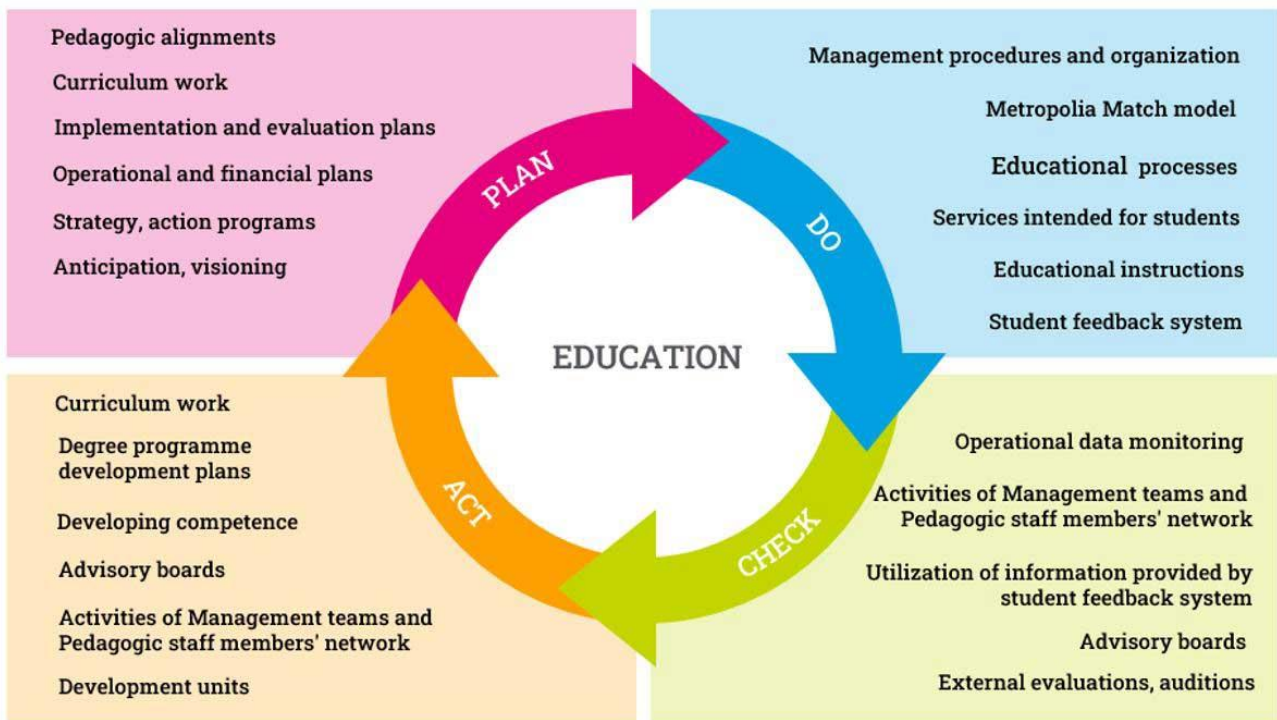 Pedagogic alignments
Curriculum work
Implementation and evaluation plans
Operational and financial plans
Strategy, action programs
Anticipation, visioning
PLAN
Management procedures and organization
Metropolia Match model
Educational processes
Services intended for students
Educational instructions
Student feedback system
DO
EDUCATION
Curriculum work
Degree programme
development plans
Developing competence
Advisory boards
Activities of Management teams and
Pedagogic staff members' network
Development units
ACT
Operational data monitoring
Activities of Management teams and
Pedagogic staff members' network
Utilization of information provided by
student feedback system
Advisory boards
External evaluations, auditions
CHECK